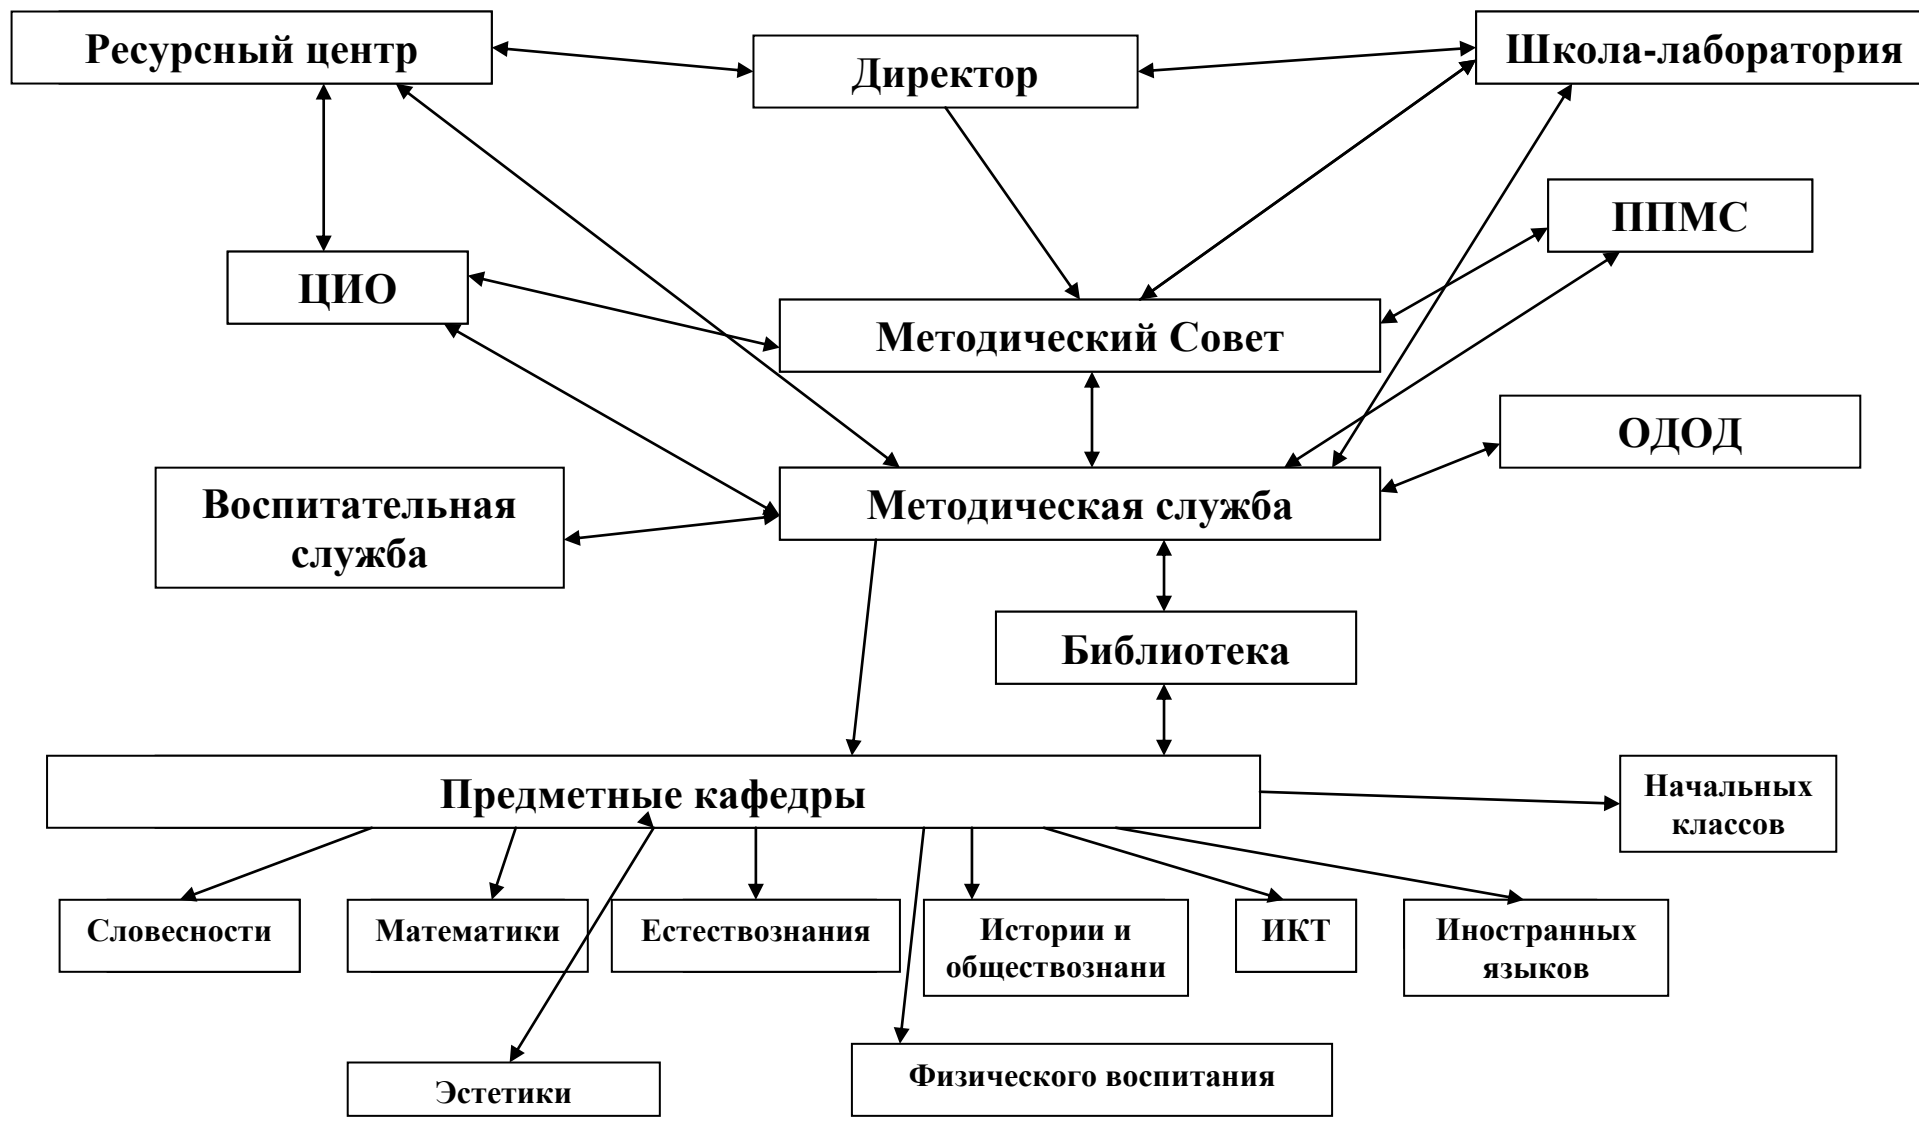 Ресурсный центр
Директор
Школа-лаборатория
ППМС
ЦИО
Методический Совет
ОДОД
Воспитательная
служба
Методическая служба
Библиотека
Предметные кафедры
Начальных
классов
Словесности
Математики
Естествознания
Истории и
обществознани
ИКТ
Иностранных
языков
Эстетики
Физического воспитания